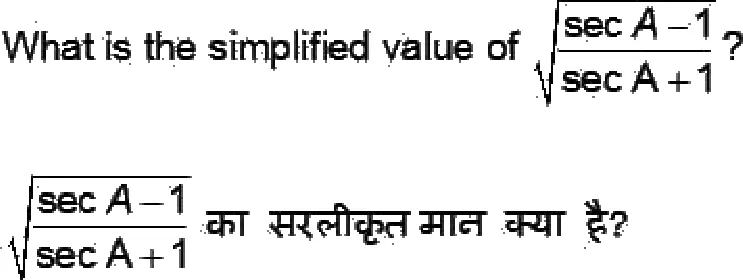 What is the simplified value of √((sec A − 1)/(sec A + 1)) ?
√((sec A − 1)/(sec A + 1)) का सरलीकृत मान क्या है?